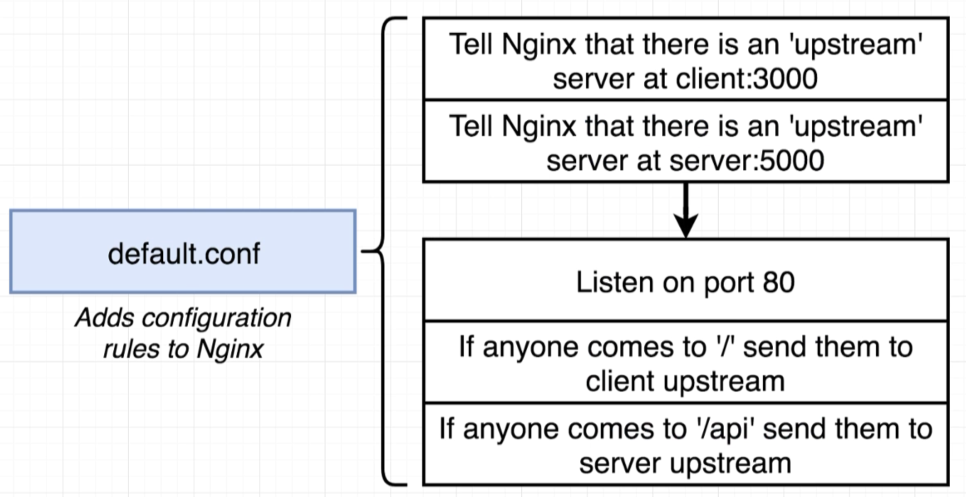 Tell Nginx that there is an 'upstream'
server at client:3000
Tell Nginx that there is an 'upstream'
server at server:5000
default.conf
Adds configuration
rules to Nginx
Listen on port 80
If anyone comes to '/' send them to
client upstream
If anyone comes to '/api' send them to
server upstream